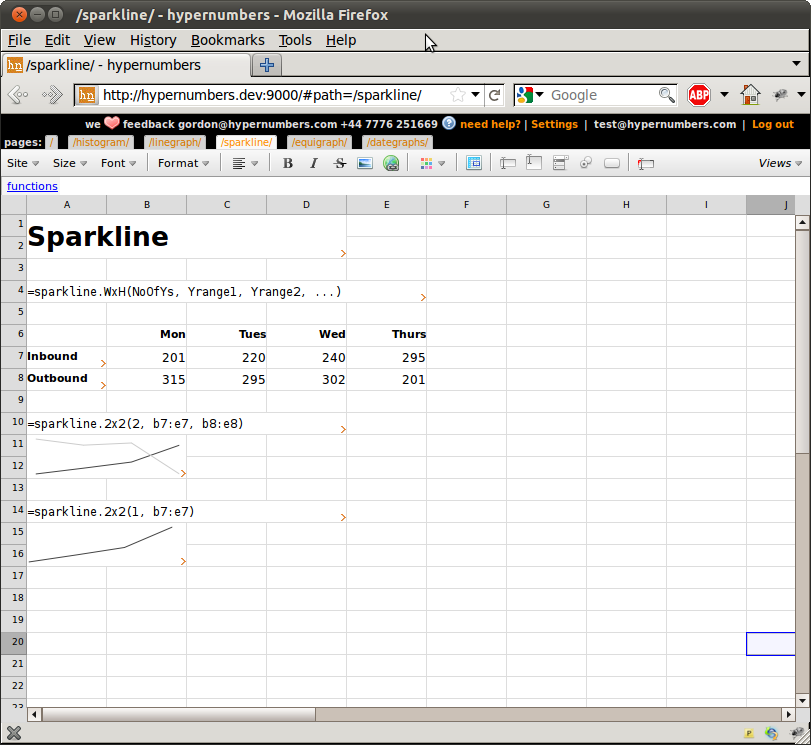 /sparkline/ - hypernumbers - Mozilla Firefox
File Edit View History Bookmarks Tools Help
hn /sparkline/ - hypernumbers
hn http://hypernumbers.dev:9000/#path=/sparkline/ Google ABP
we feedback gordon@hypernumbers.com +44 7776 251669 ? need help? | Settings | test@hypernumbers.com | Log out
pages: / /histogram/ /linegraph/ /sparkline/ /equigraph/ /dategraphs/
Site Size Font Format B I S Views
functions
A B C D E F G H I J
1 Sparkline
2
3
4 =sparkline.WxH(NoOfYs, Yrange1, Yrange2, ...)
5
6 Mon Tues Wed Thurs
7 Inbound 201 220 240 295
8 Outbound 315 295 302 201
9
10 =sparkline.2x2(2, b7:e7, b8:e8)
11
12
13
14 =sparkline.2x2(1, b7:e7)
15
16
17
18
19
20
21
22
23
P